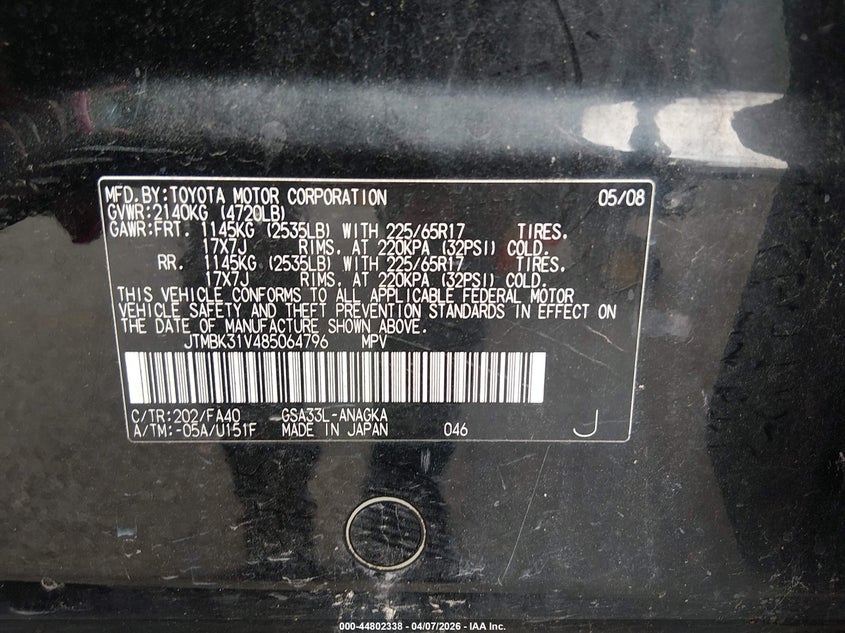 MFD.BY:TOYOTA MOTOR CORPORATION 05/08
GVWR:2140KG (4720LB)
GAWR:FRT. 1145KG (2535LB) WITH 225/65R17 TIRES,
17X7J RIMS, AT 220KPA (32PSI) COLD.
RR. 1145KG (2535LB) WITH 225/65R17 TIRES,
17X7J RIMS, AT 220KPA (32PSI) COLD.
THIS VEHICLE CONFORMS TO ALL APPLICABLE FEDERAL MOTOR
VEHICLE SAFETY AND THEFT PREVENTION STANDARDS IN EFFECT ON
THE DATE OF MANUFACTURE SHOWN ABOVE.
JTMBK31V485064796 MPV
C/TR:202/FA40 GSA33L-ANAGKA
A/TM:-05A/U151F MADE IN JAPAN 046 J
000-44802338 - 04/07/2026 - IAA Inc.